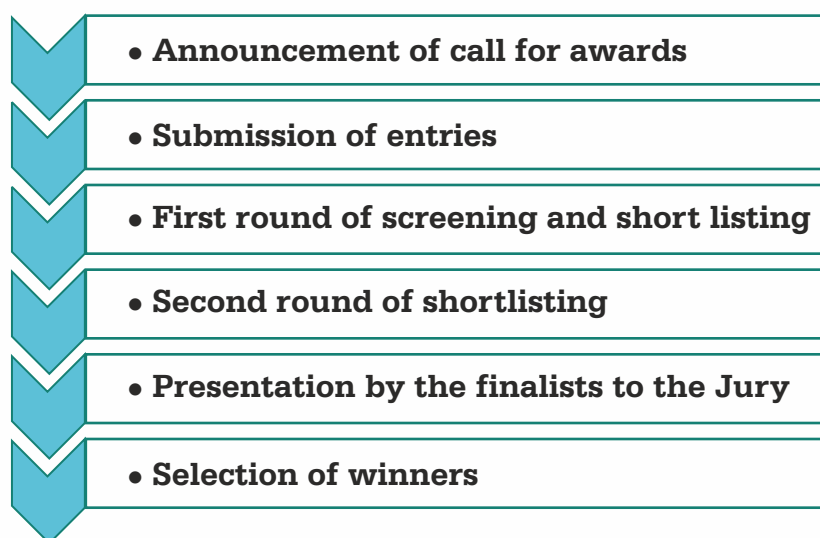 • Announcement of call for awards
• Submission of entries
• First round of screening and short listing
• Second round of shortlisting
• Presentation by the finalists to the Jury
• Selection of winners